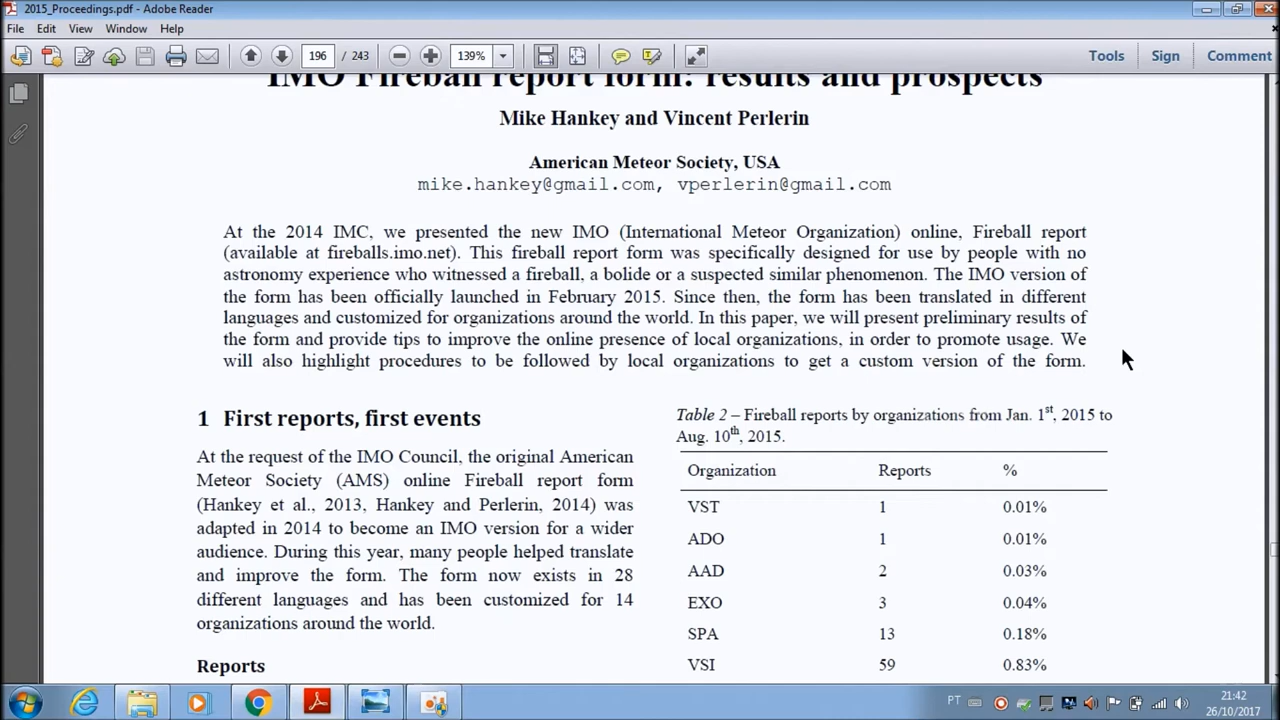 2015_Proceedings.pdf - Adobe Reader
File Edit View Window Help
196 / 243 139% Tools Sign Comment
IMO Fireball report form: results and prospects
Mike Hankey and Vincent Perlerin
American Meteor Society, USA
mike.hankey@gmail.com, vperlerin@gmail.com
At the 2014 IMC, we presented the new IMO (International Meteor Organization) online, Fireball report
(available at fireballs.imo.net). This fireball report form was specifically designed for use by people with no
astronomy experience who witnessed a fireball, a bolide or a suspected similar phenomenon. The IMO version of
the form has been officially launched in February 2015. Since then, the form has been translated in different
languages and customized for organizations around the world. In this paper, we will present preliminary results of
the form and provide tips to improve the online presence of local organizations, in order to promote usage. We
will also highlight procedures to be followed by local organizations to get a custom version of the form.
1 First reports, first events
At the request of the IMO Council, the original American
Meteor Society (AMS) online Fireball report form
(Hankey et al., 2013, Hankey and Perlerin, 2014) was
adapted in 2014 to become an IMO version for a wider
audience. During this year, many people helped translate
and improve the form. The form now exists in 28
different languages and has been customized for 14
organizations around the world.
Reports
Table 2 – Fireball reports by organizations from Jan. 1st, 2015 to
Aug. 10th, 2015.
Organization Reports %
VST 1 0.01%
ADO 1 0.01%
AAD 2 0.03%
EXO 3 0.04%
SPA 13 0.18%
VSI 59 0.83%
PT
21:42
26/10/2017